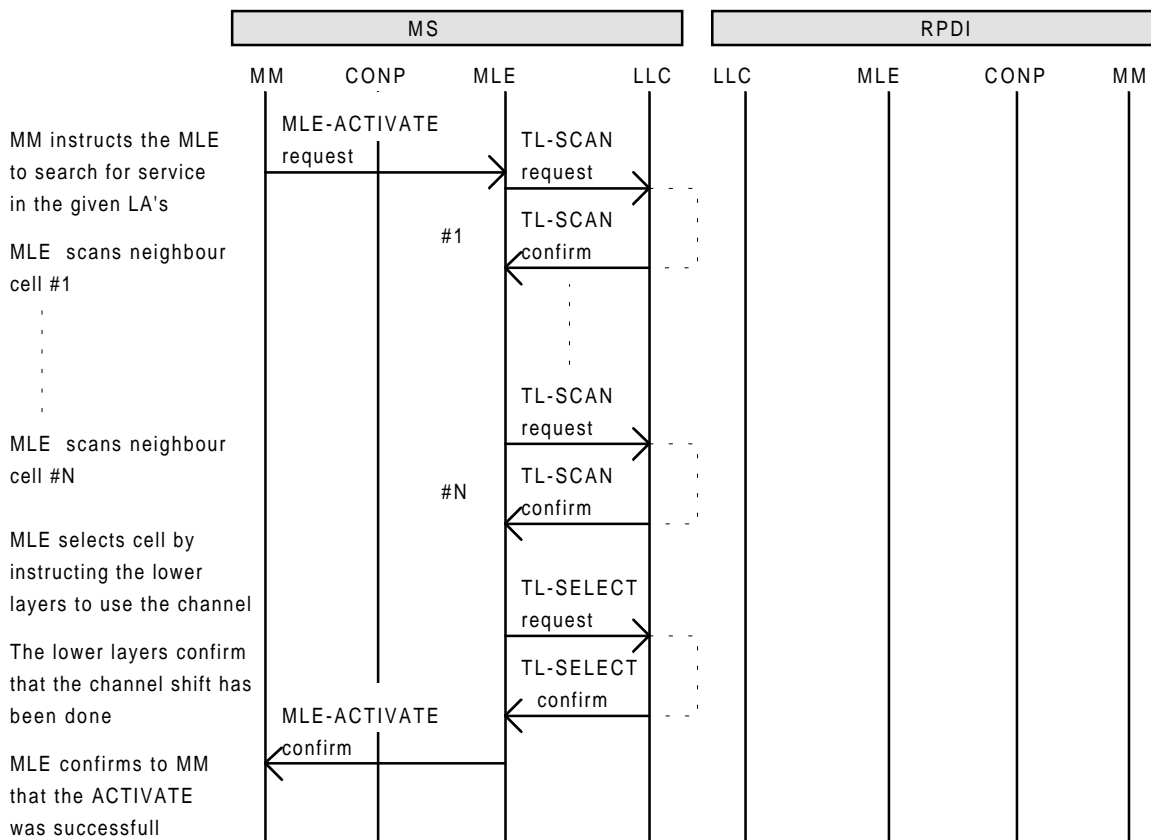 MS
RPDI
MM
CONP
MLE
LLC
LLC
MLE
CONP
MM
MM instructs the MLE
to search for service
in the given LA's
MLE-ACTIVATE
request
TL-SCAN
request
#1
TL-SCAN
confirm
MLE scans neighbour
cell #1
TL-SCAN
request
MLE scans neighbour
cell #N
#N
TL-SCAN
confirm
MLE selects cell by
instructing the lower
layers to use the channel
TL-SELECT
request
The lower layers confirm
that the channel shift has
been done
TL-SELECT
confirm
MLE-ACTIVATE
confirm
MLE confirms to MM
that the ACTIVATE
was successfull